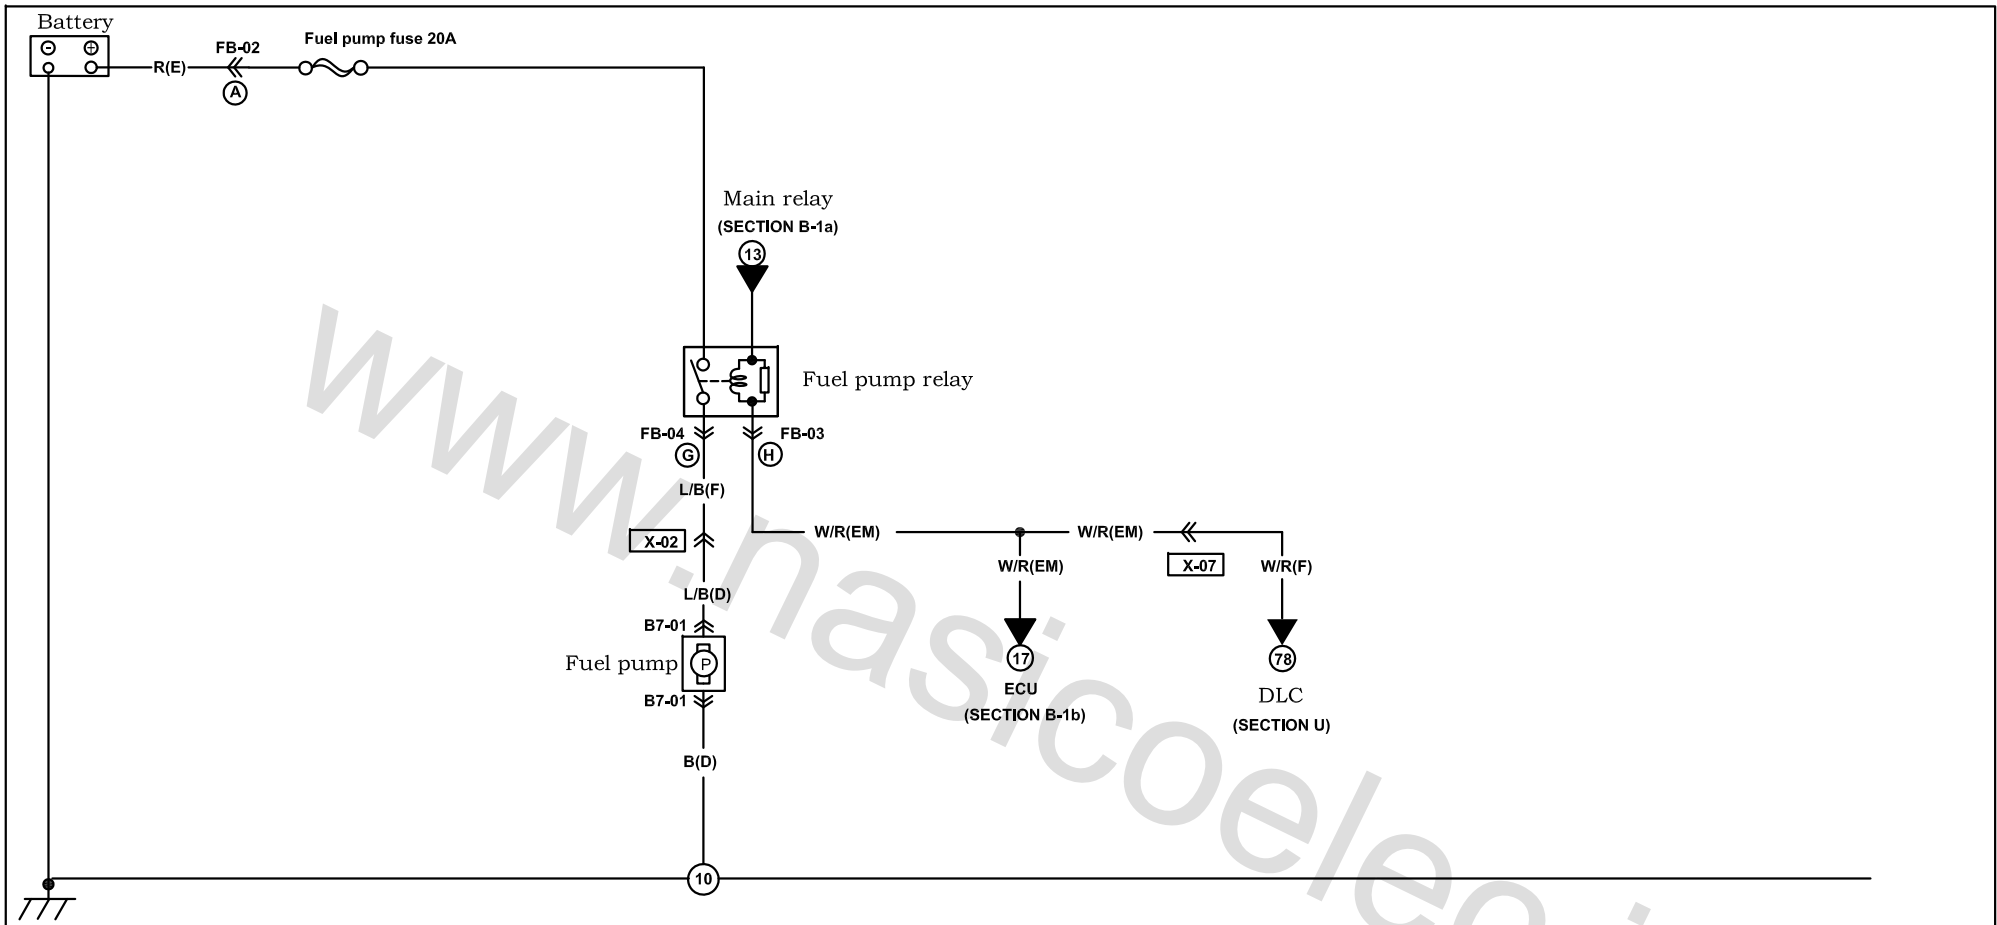 Battery
FB-02
Fuel pump fuse 20A
R(E)
A
Main relay
(SECTION B-1a)
13
Fuel pump relay
FB-04
FB-03
G
H
L/B(F)
W/R(EM)
W/R(EM)
X-02
W/R(EM)
X-07
W/R(F)
L/B(D)
B7-01
Fuel pump
P
17
78
ECU
DLC
B7-01
(SECTION B-1b)
(SECTION U)
B(D)
10
www.nasicoelec.i